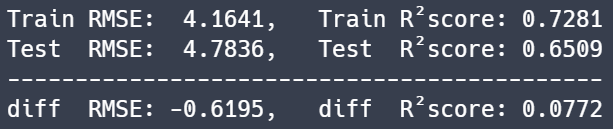 Train RMSE:  4.1641,   Train R²score: 0.7281
Test  RMSE:  4.7836,   Test  R²score: 0.6509
--------------------------------------------
diff  RMSE: -0.6195,   diff  R²score: 0.0772